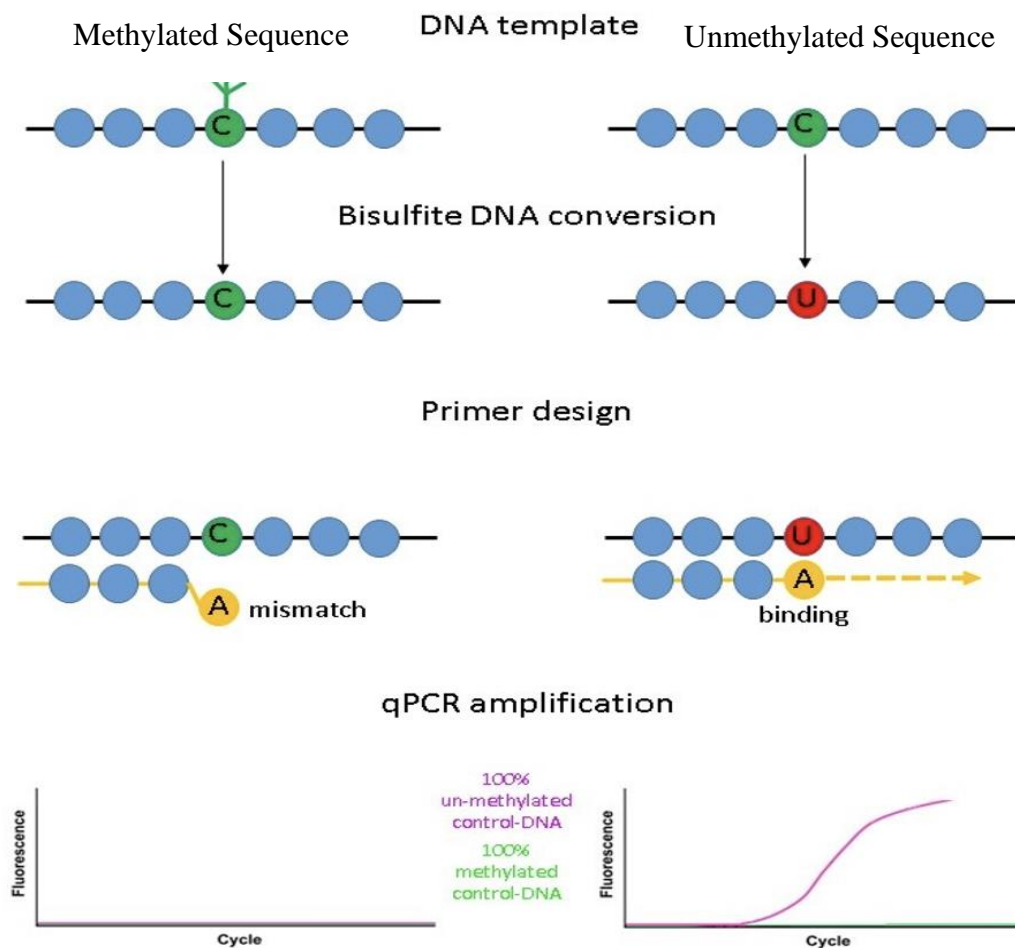 Methylated Sequence
DNA template
Unmethylated Sequence
C
C
Bisulfite DNA conversion
C
U
Primer design
C
U
A
mismatch
A
binding
qPCR amplification
100%
un-methylated
control-DNA
100%
methylated
control-DNA
Fluorescence
Cycle
Fluorescence
Cycle